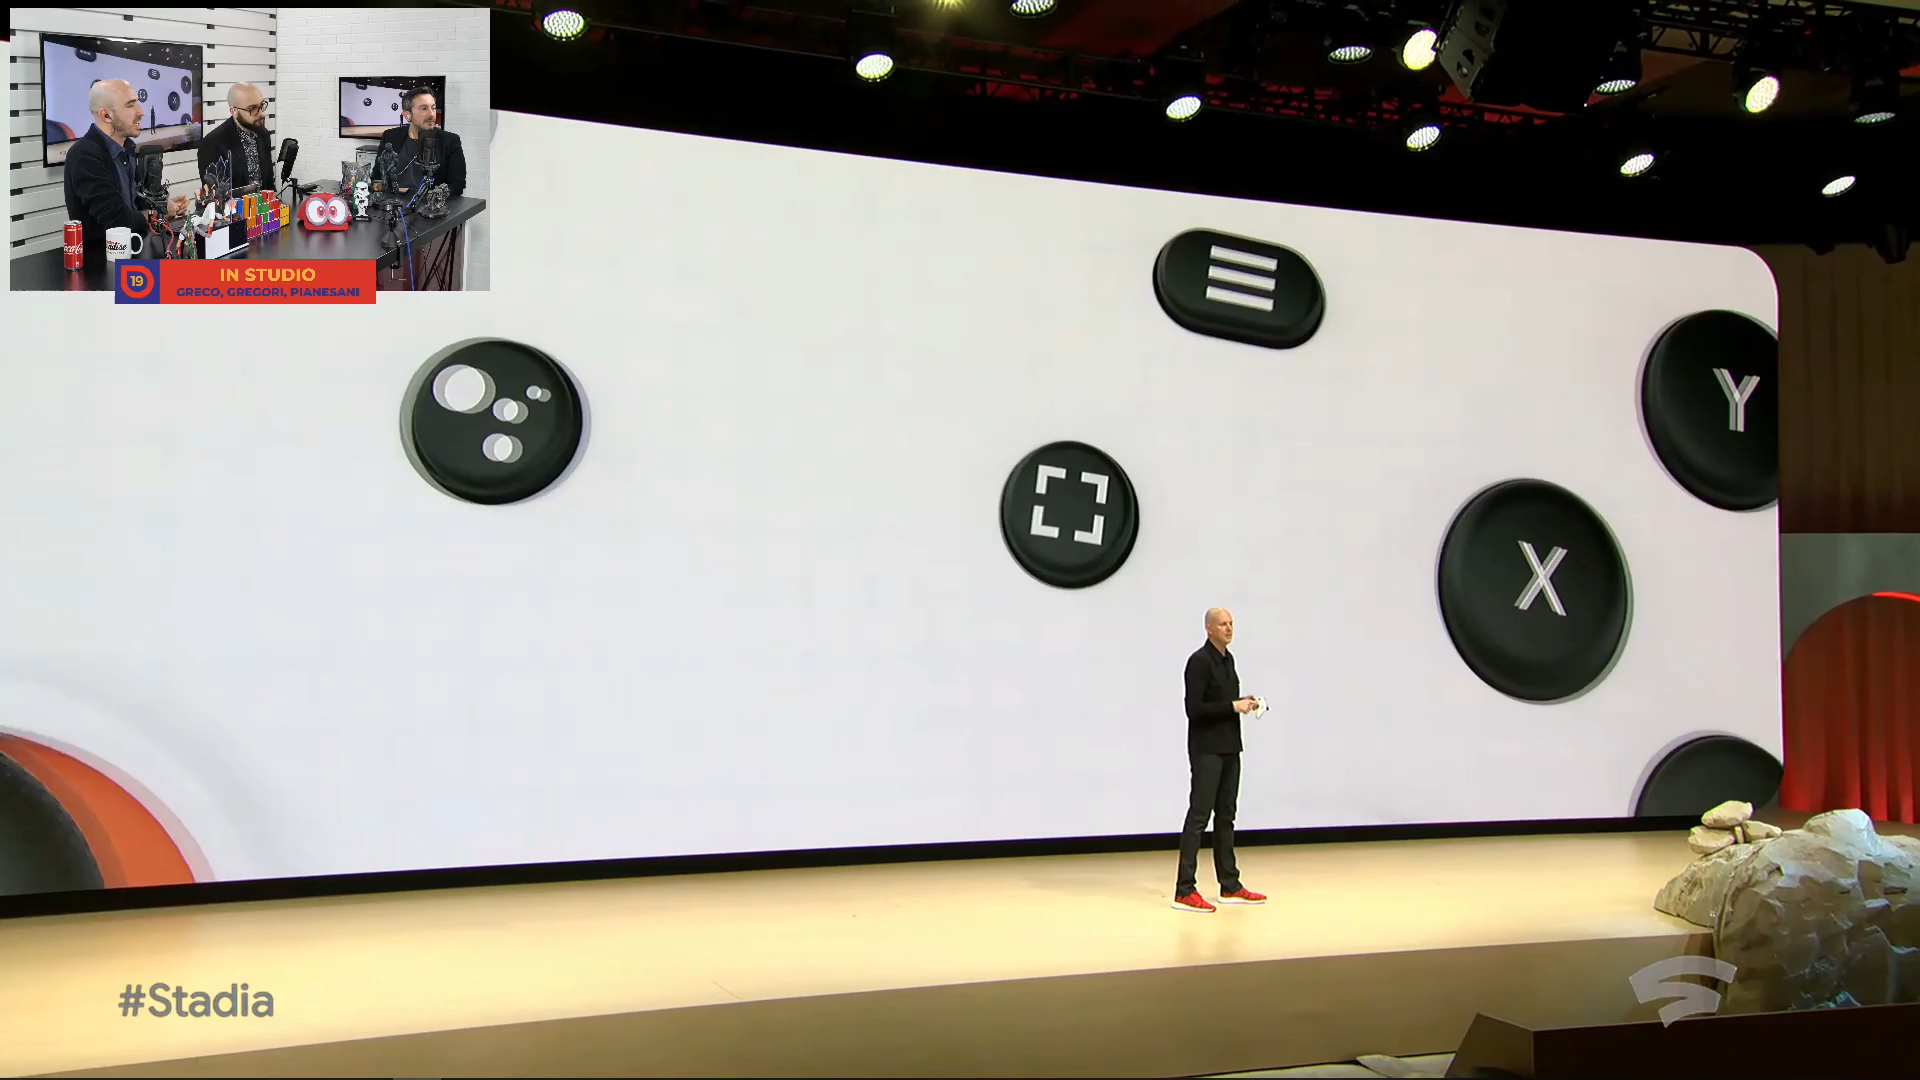 19
IN STUDIO
GRECO, GREGORI, PIANESANI
Y
X
#Stadia